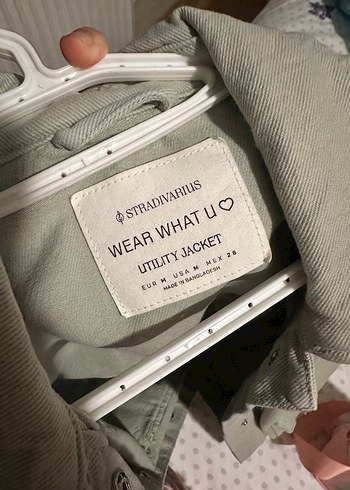 STRADIVARIUS
WEAR WHAT U ♡
UTILITY JACKET
EUR M USA M MEX 28
MADE IN BANGLADESH